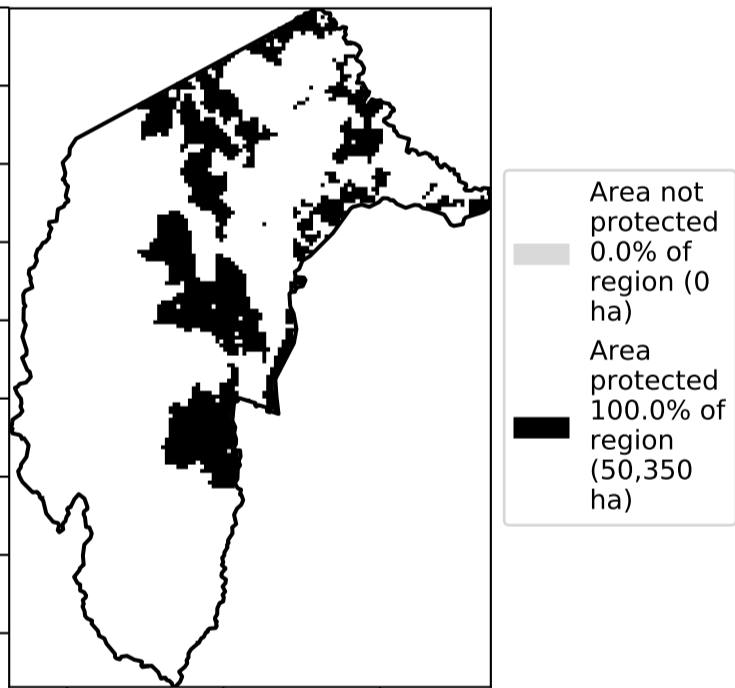 Area not
protected
0.0% of
region (0
ha)
Area
protected
100.0% of
region
(50,350
ha)